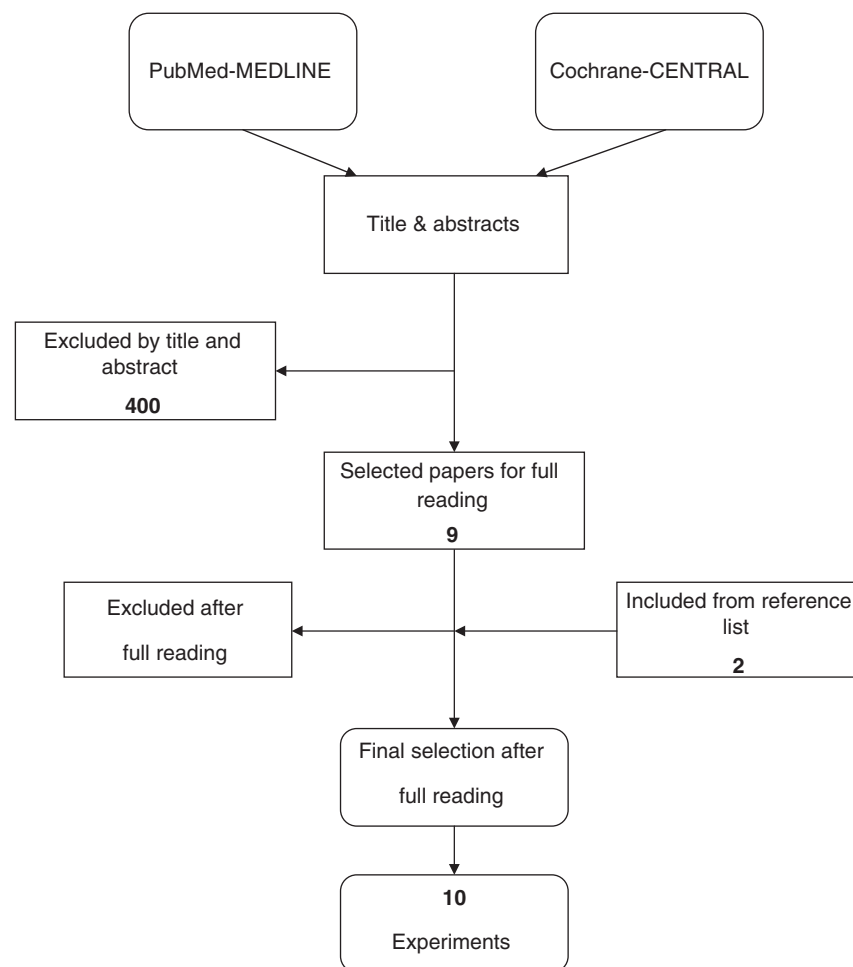 PubMed-MEDLINE
Cochrane-CENTRAL
Title & abstracts
Excluded by title and
abstract
400
Selected papers for full
reading
9
Excluded after
full reading
Included from reference
list
2
Final selection after
full reading
10
Experiments